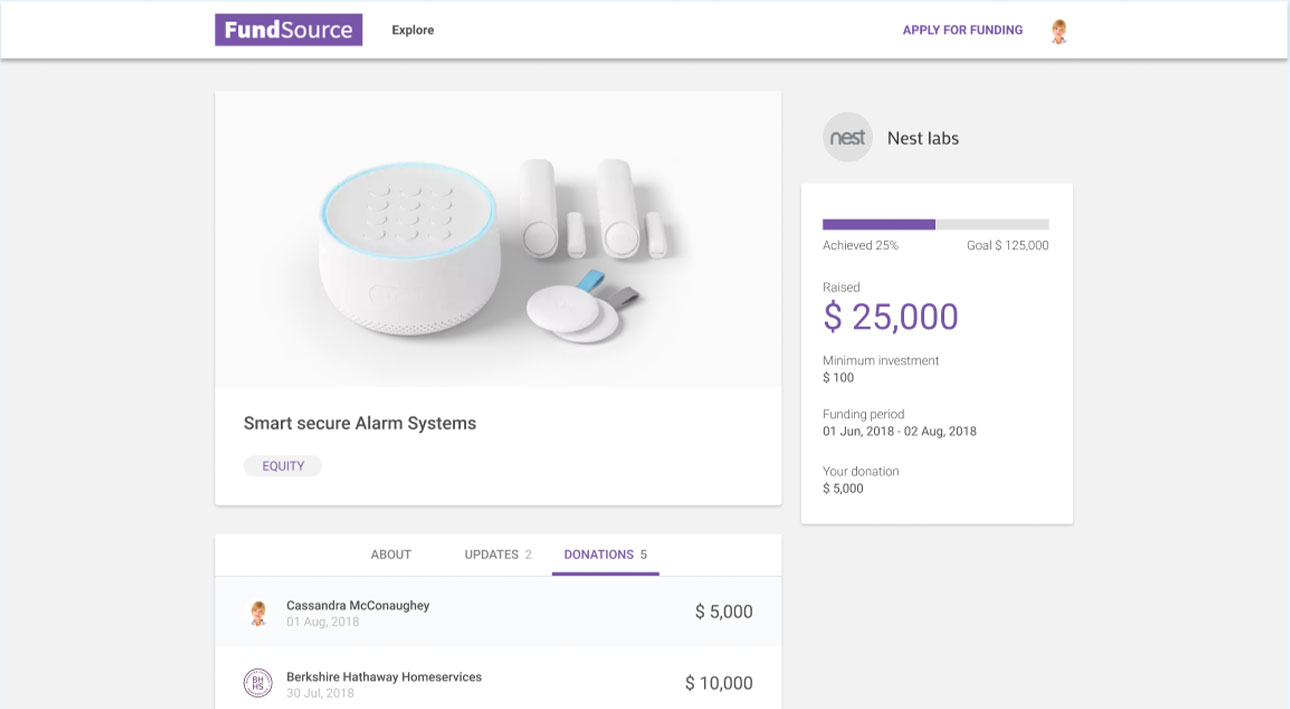 FundSource
Explore
APPLY FOR FUNDING
nest
Nest labs
Achieved 25%
Goal $ 125,000
Raised
$ 25,000
Minimum investment
$ 100
Funding period
01 Jun, 2018 - 02 Aug, 2018
Your donation
$ 5,000
Smart secure Alarm Systems
EQUITY
ABOUT
UPDATES 2
DONATIONS 5
Cassandra McConaughey
$ 5,000
01 Aug, 2018
BH
HS
Berkshire Hathaway Homeservices
$ 10,000
30 Jul, 2018